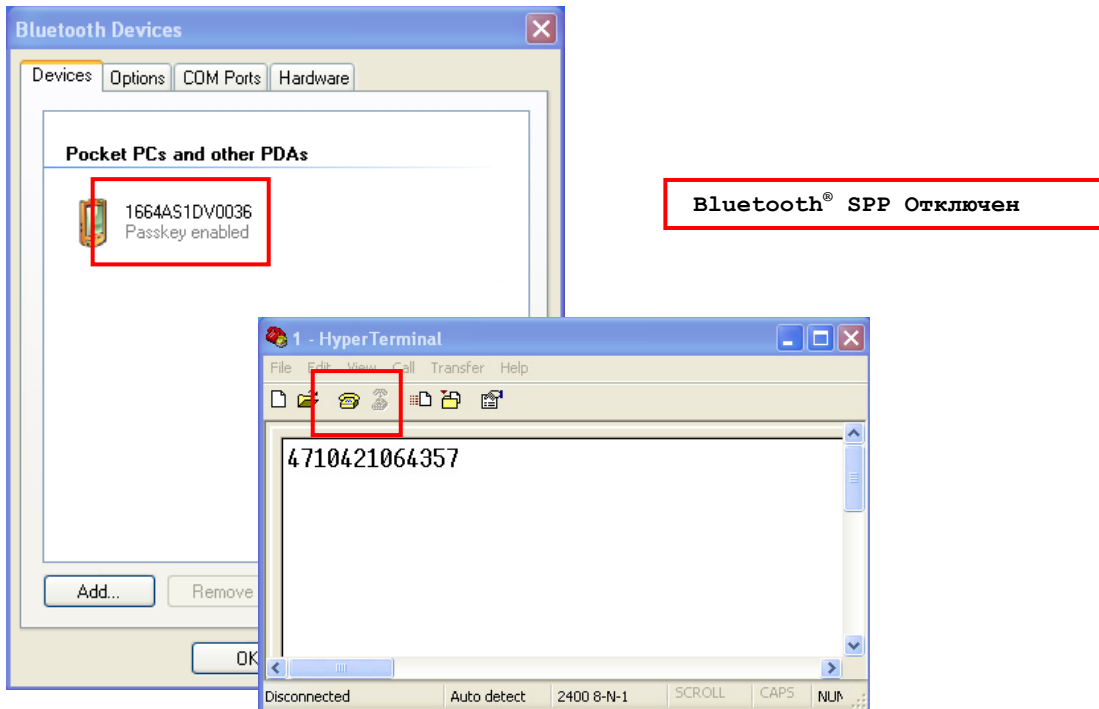 Bluetooth Devices
Devices Options COM Ports Hardware
Pocket PCs and other PDAs
1664AS1DV0036
Passkey enabled
Bluetooth® SPP Отключен
1 - HyperTerminal
File Edit View Call Transfer Help
4710421064357
Add... Remove
OK
Disconnected Auto detect 2400 8-N-1 SCROLL CAPS NUM